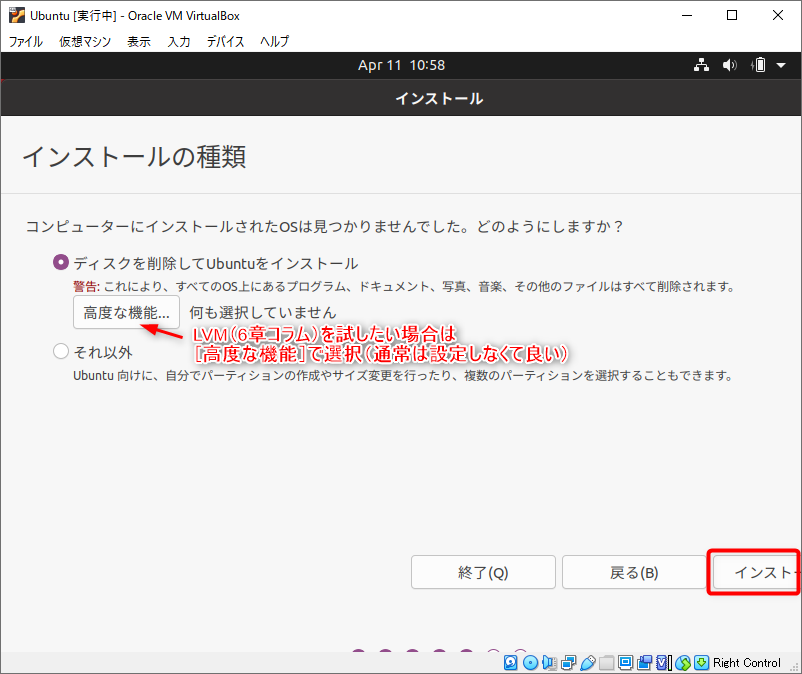 Ubuntu [実行中] - Oracle VM VirtualBox
ファイル 仮想マシン 表示 入力 デバイス ヘルプ
Apr 11 10:58
インストール
インストールの種類
コンピューターにインストールされたOSは見つかりませんでした。どのようにしますか？
ディスクを削除してUbuntuをインストール
警告: これにより、すべてのOS上にあるプログラム、ドキュメント、写真、音楽、その他のファイルはすべて削除されます。
高度な機能... 何も選択していません
LVM（6章コラム）を試したい場合は
［高度な機能］で選択（通常は設定しなくて良い）
それ以外
Ubuntu 向けに、自分でパーティションの作成やサイズ変更を行ったり、複数のパーティションを選択することもできます。
終了(Q) 戻る(B) インスト
Right Control